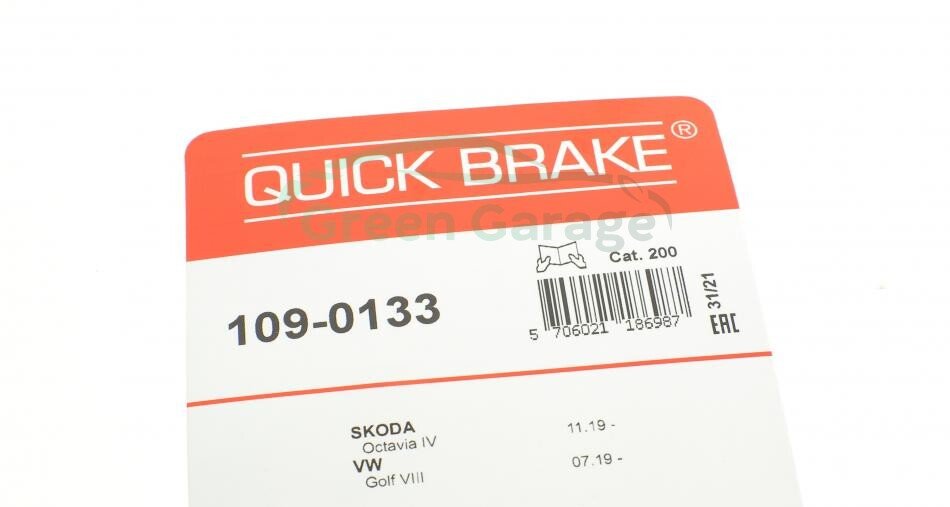 QUICK BRAKE®
Green Garage
Cat. 200
109-0133
5 706021 186987
31/21
EAC
SKODA 11.19 -
Octavia IV
VW 07.19 -
Golf VIII